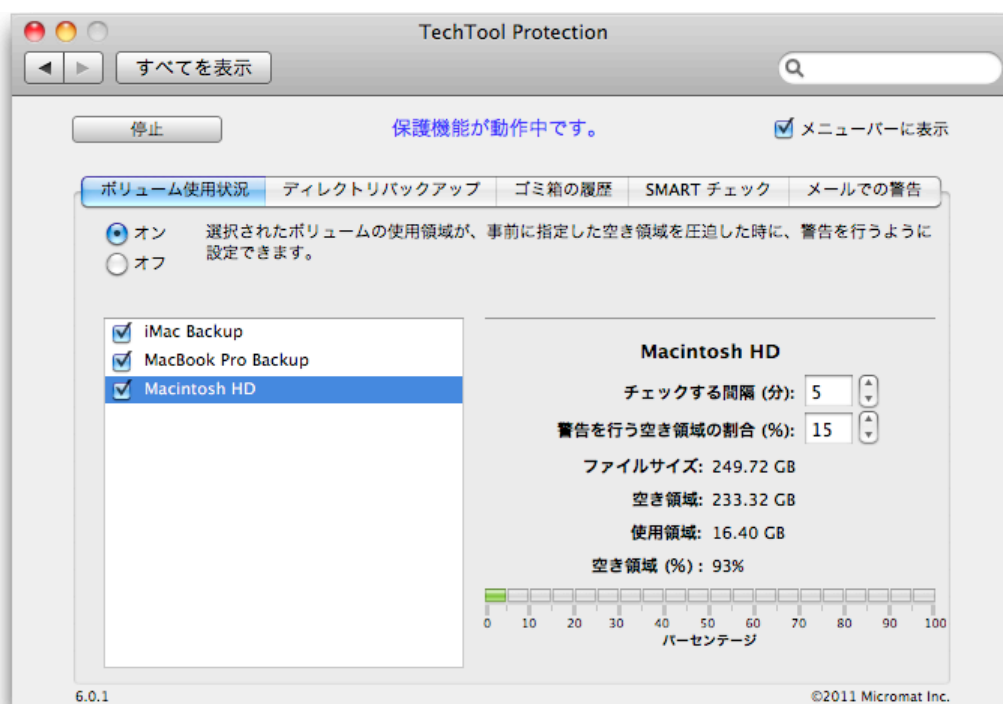 TechTool Protection
すべてを表示
停止
保護機能が動作中です。
メニューバーに表示
ボリューム使用状況
ディレクトリバックアップ
ゴミ箱の履歴
SMART チェック
メールでの警告
オン
オフ
選択されたボリュームの使用領域が、事前に指定した空き領域を圧迫した時に、警告を行うように
設定できます。
iMac Backup
MacBook Pro Backup
Macintosh HD
Macintosh HD
チェックする間隔 (分): 5
警告を行う空き領域の割合 (%): 15
ファイルサイズ: 249.72 GB
空き領域: 233.32 GB
使用領域: 16.40 GB
空き領域 (%) : 93%
0 10 20 30 40 50 60 70 80 90 100
パーセンテージ
6.0.1
©2011 Micromat Inc.